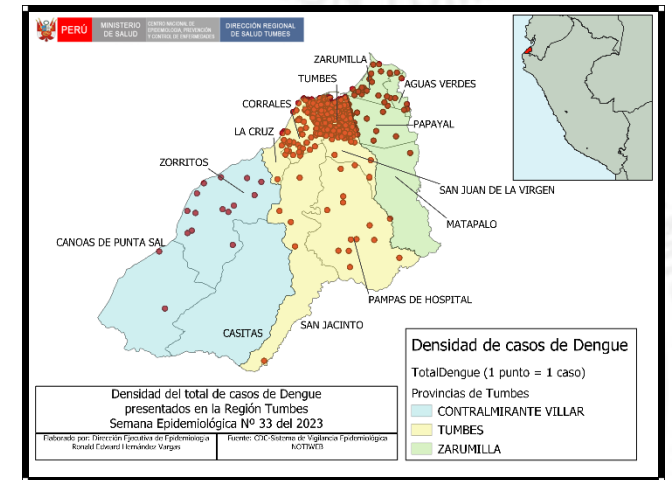 PERÚ
MINISTERIO
DE SALUD
CENTRO NACIONAL DE
EPIDEMIOLOGIA, PREVENCIÓN
Y CONTROL DE ENFERMEDADES
DIRECCIÓN REGIONAL
DE SALUD TUMBES
ZARUMILLA
TUMBES
AGUAS VERDES
CORRALES
PAPAYAL
LA CRUZ
ZORRITOS
SAN JUAN DE LA VIRGEN
MATAPALO
CANOAS DE PUNTA SAL
PAMPAS DE HOSPITAL
SAN JACINTO
CASITAS
Densidad de casos de Dengue
TotalDengue (1 punto = 1 caso)
Provincias de Tumbes
CONTRALMIRANTE VILLAR
TUMBES
ZARUMILLA
Densidad del total de casos de Dengue
presentados en la Región Tumbes
Semana Epidemiológica Nº 33 del 2023
Elaborado por: Dirección Ejecutiva de Epidemiologia
Ronald Edward Hernández Vargas
Fuente: CDC-Sistema de Vigilancia Epidemiológica
NOTIWEB